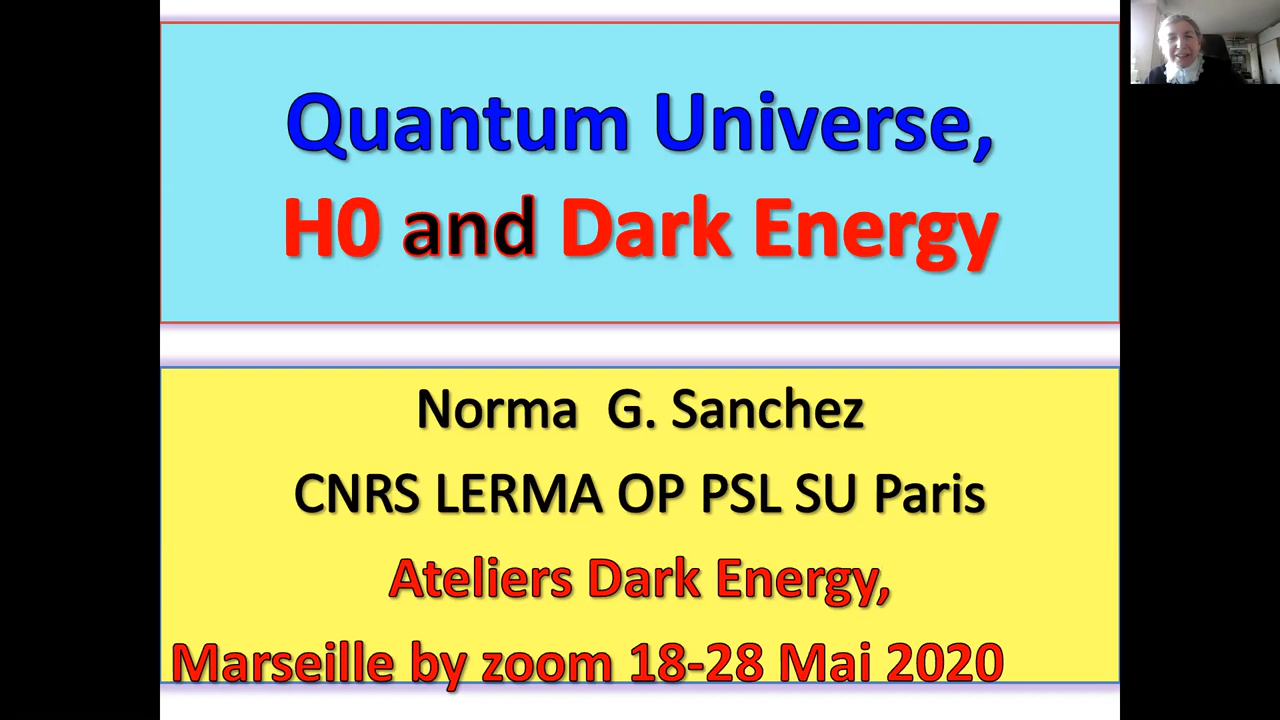 Quantum Universe,
H0 and Dark Energy
Norma G. Sanchez
CNRS LERMA OP PSL SU Paris
Ateliers Dark Energy,
Marseille by zoom 18-28 Mai 2020